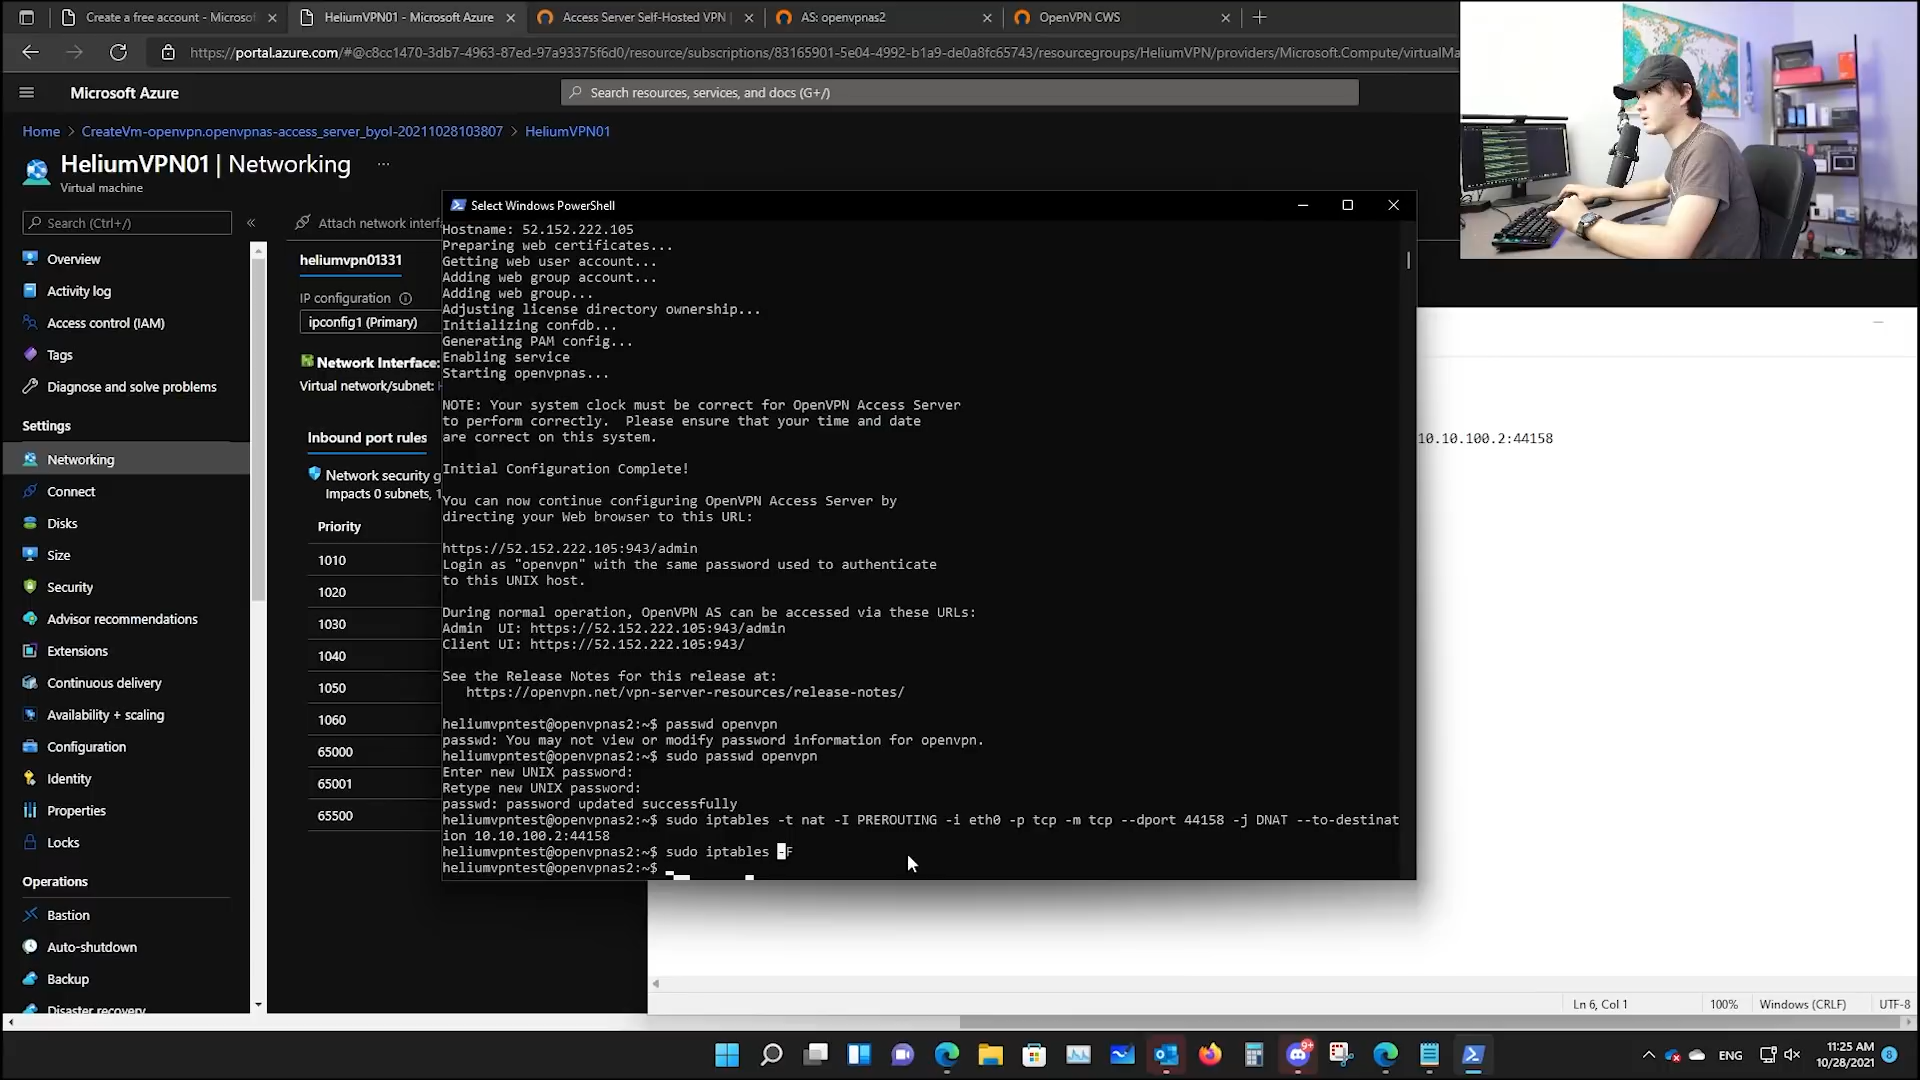 Create a free account - Microsof
HeliumVPN01 - Microsoft Azure
Access Server Self-Hosted VPN |
AS: openvpnas2
OpenVPN CWS
https://portal.azure.com/#@c8cc1470-3db7-4963-87ed-97a93375f6d0/resource/subscriptions/83165901-5e04-4992-b1a9-de0a8fc65743/resourcegroups/HeliumVPN/providers/Microsoft.Compute/virtualMa
Microsoft Azure
Search resources, services, and docs (G+/)
Home > CreateVm-openvpn.openvpnas-access_server_byol-20211028103807 > HeliumVPN01
HeliumVPN01 | Networking ...
Virtual machine
Search (Ctrl+/)
Overview
Activity log
Access control (IAM)
Tags
Diagnose and solve problems
Settings
Networking
Connect
Disks
Size
Security
Advisor recommendations
Extensions
Continuous delivery
Availability + scaling
Configuration
Identity
Properties
Locks
Operations
Bastion
Auto-shutdown
Backup
Disaster recovery
Attach network interf
heliumvpn01331
IP configuration
ipconfig1 (Primary)
Network Interface:
Virtual network/subnet:
Inbound port rules
Network security g
Impacts 0 subnets, 1
Priority
1010
1020
1030
1040
1050
1060
65000
65001
65500
Select Windows PowerShell
Hostname: 52.152.222.105
Preparing web certificates...
Getting web user account...
Adding web group account...
Adding web group...
Adjusting license directory ownership...
Initializing confdb...
Generating PAM config...
Enabling service
Starting openvpnas...
NOTE: Your system clock must be correct for OpenVPN Access Server
to perform correctly.  Please ensure that your time and date
are correct on this system.
Initial Configuration Complete!
You can now continue configuring OpenVPN Access Server by
directing your Web browser to this URL:
https://52.152.222.105:943/admin
Login as "openvpn" with the same password used to authenticate
to this UNIX host.
During normal operation, OpenVPN AS can be accessed via these URLs:
Admin  UI: https://52.152.222.105:943/admin
Client UI: https://52.152.222.105:943/
See the Release Notes for this release at:
https://openvpn.net/vpn-server-resources/release-notes/
heliumvpntest@openvpnas2:~$ passwd openvpn
passwd: You may not view or modify password information for openvpn.
heliumvpntest@openvpnas2:~$ sudo passwd openvpn
Enter new UNIX password:
Retype new UNIX password:
passwd: password updated successfully
heliumvpntest@openvpnas2:~$ sudo iptables -t nat -I PREROUTING -i eth0 -p tcp -m tcp --dport 44158 -j DNAT --to-destinat
ion 10.10.100.2:44158
heliumvpntest@openvpnas2:~$ sudo iptables -F
heliumvpntest@openvpnas2:~$
10.10.100.2:44158
Ln 6, Col 1
100%
Windows (CRLF)
UTF-8
9+
ENG
11:25 AM
10/28/2021
8